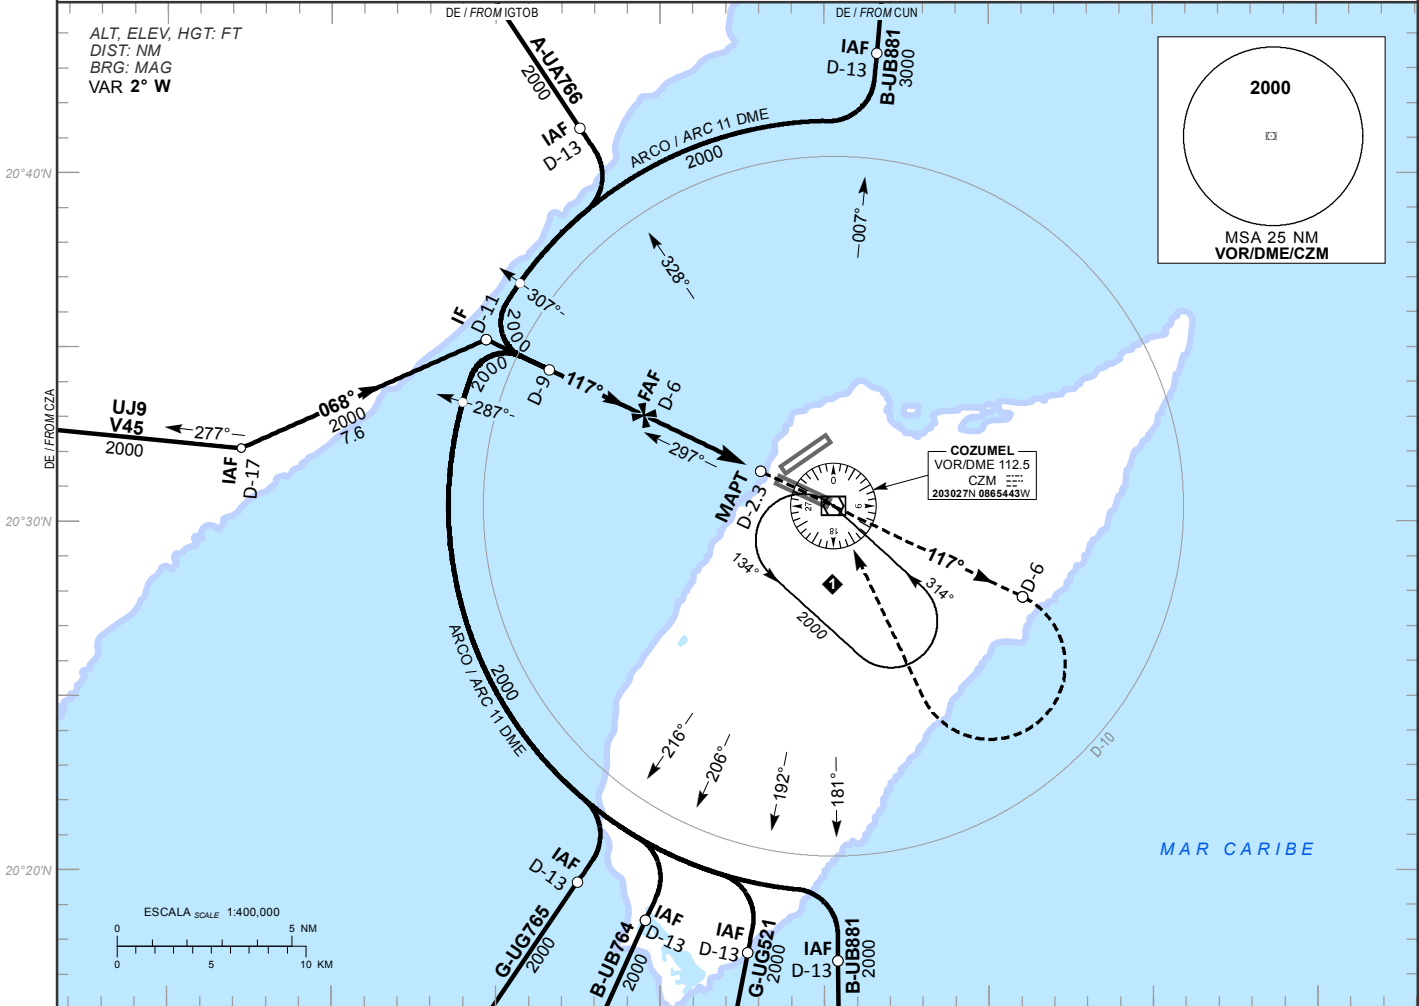 DE / FROM IGTOB
DE / FROM CUN
ALT, ELEV, HGT: FT
DIST: NM
BRG: MAG
VAR 2° W
A-UA766
2000
IAF
D-13
IAF
D-13
B-UB881
3000
2000
MSA 25 NM
VOR/DME/CZM
ARCO / ARC 11 DME
2000
20°40'N
007°
328°
307°
IF
D-11
2000
2000
D-9
117°
FAF
D-6
287°
297°
068°
2000
7.6
UJ9
V45
2000
277°
DE / FROM CZA
IAF
D-17
MAPT
D-2.3
0
9
18
27
COZUMEL
VOR/DME 112.5
CZM
203027N 0865443W
20°30'N
117°
D-6
134°
314°
1
2000
ARCO / ARC 11 DME
2000
216°
206°
192°
181°
D-10
MAR CARIBE
20°20'N
IAF
D-13
G-UG765
2000
IAF
D-13
B-UB764
2000
IAF
D-13
G-UG521
2000
IAF
D-13
B-UB881
2000
ESCALA SCALE 1:400,000
0 5 NM
0 5 10 KM